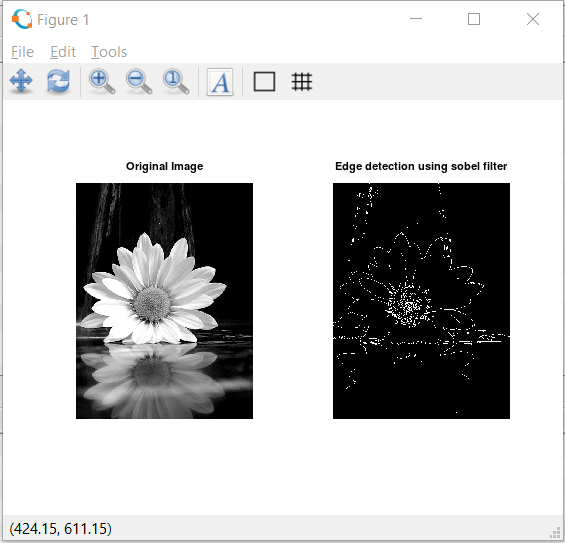 Figure 1
File Edit Tools
A
Original Image
Edge detection using sobel filter
(424.15, 611.15)